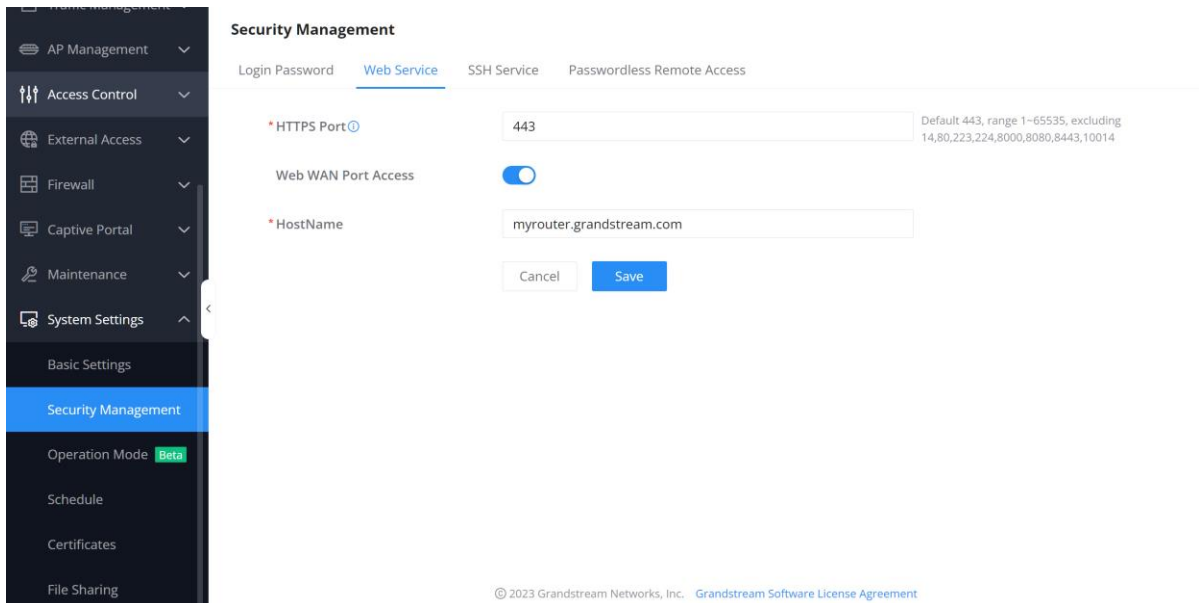 Traffic Management
AP Management
Access Control
External Access
Firewall
Captive Portal
Maintenance
System Settings
Basic Settings
Security Management
Operation Mode Beta
Schedule
Certificates
File Sharing
Security Management
Login Password Web Service SSH Service Passwordless Remote Access
*HTTPS Port 443 Default 443, range 1~65535, excluding
14,80,223,224,8000,8080,8443,10014
Web WAN Port Access
*HostName myrouter.grandstream.com
Cancel Save
© 2023 Grandstream Networks, Inc. Grandstream Software License Agreement